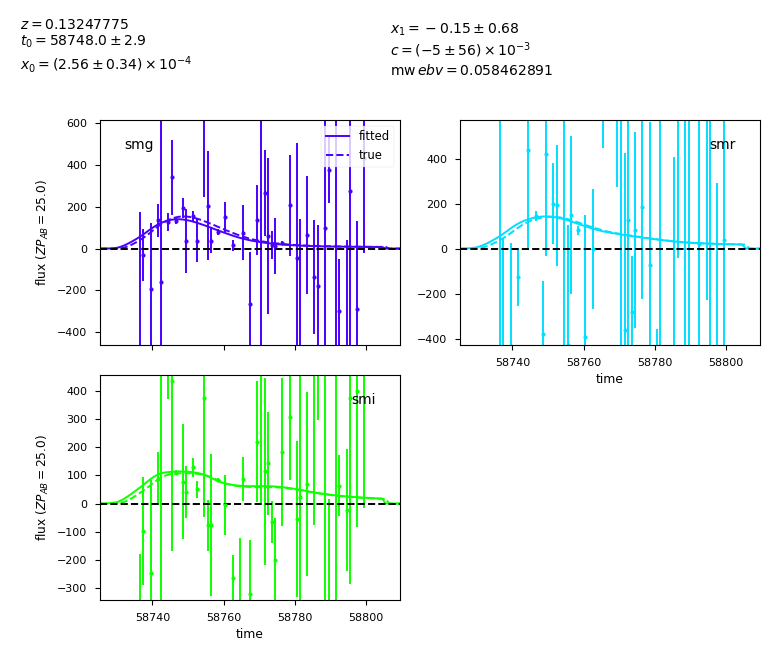 z = 0.13247775
t₀ = 58748.0 ± 2.9
x₀ = (2.56 ± 0.34) × 10⁻⁴
x₁ = −0.15 ± 0.68
c = (−5 ± 56) × 10⁻³
mw ebv = 0.058462891
600
400
200
0
−200
−400
flux (ZP_AB = 25.0)
smg
fitted
true
400
200
0
−200
−400
smr
58740
58760
58780
58800
time
400
300
200
100
0
−100
−200
−300
flux (ZP_AB = 25.0)
smi
58740
58760
58780
58800
time